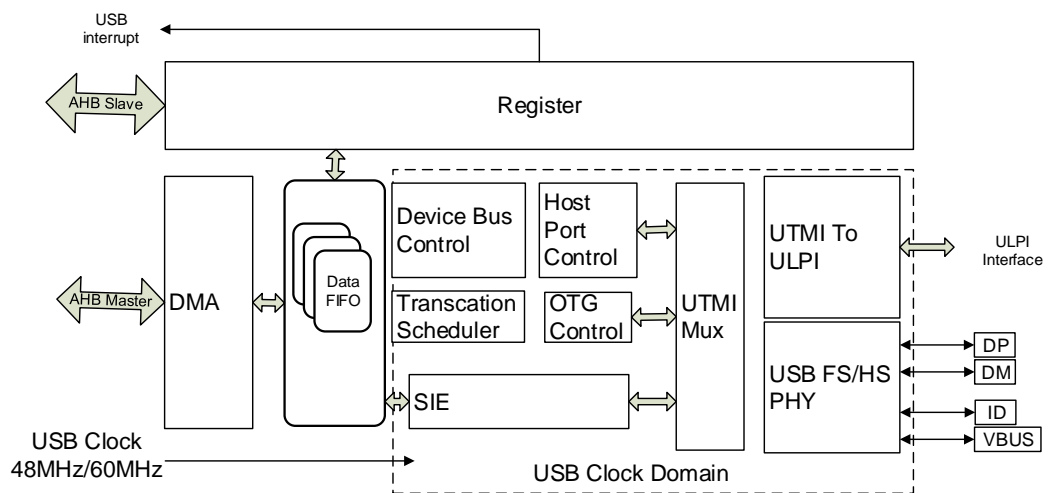 USB
interrupt
AHB Slave
Register
Device Bus
Control
Host
Port
Control
UTMI To
ULPI
ULPI
Interface
AHB Master
DMA
Data
FIFO
Transcation
Scheduler
OTG
Control
UTMI
Mux
USB FS/HS
PHY
DP
DM
ID
VBUS
SIE
USB Clock
48MHz/60MHz
USB Clock Domain